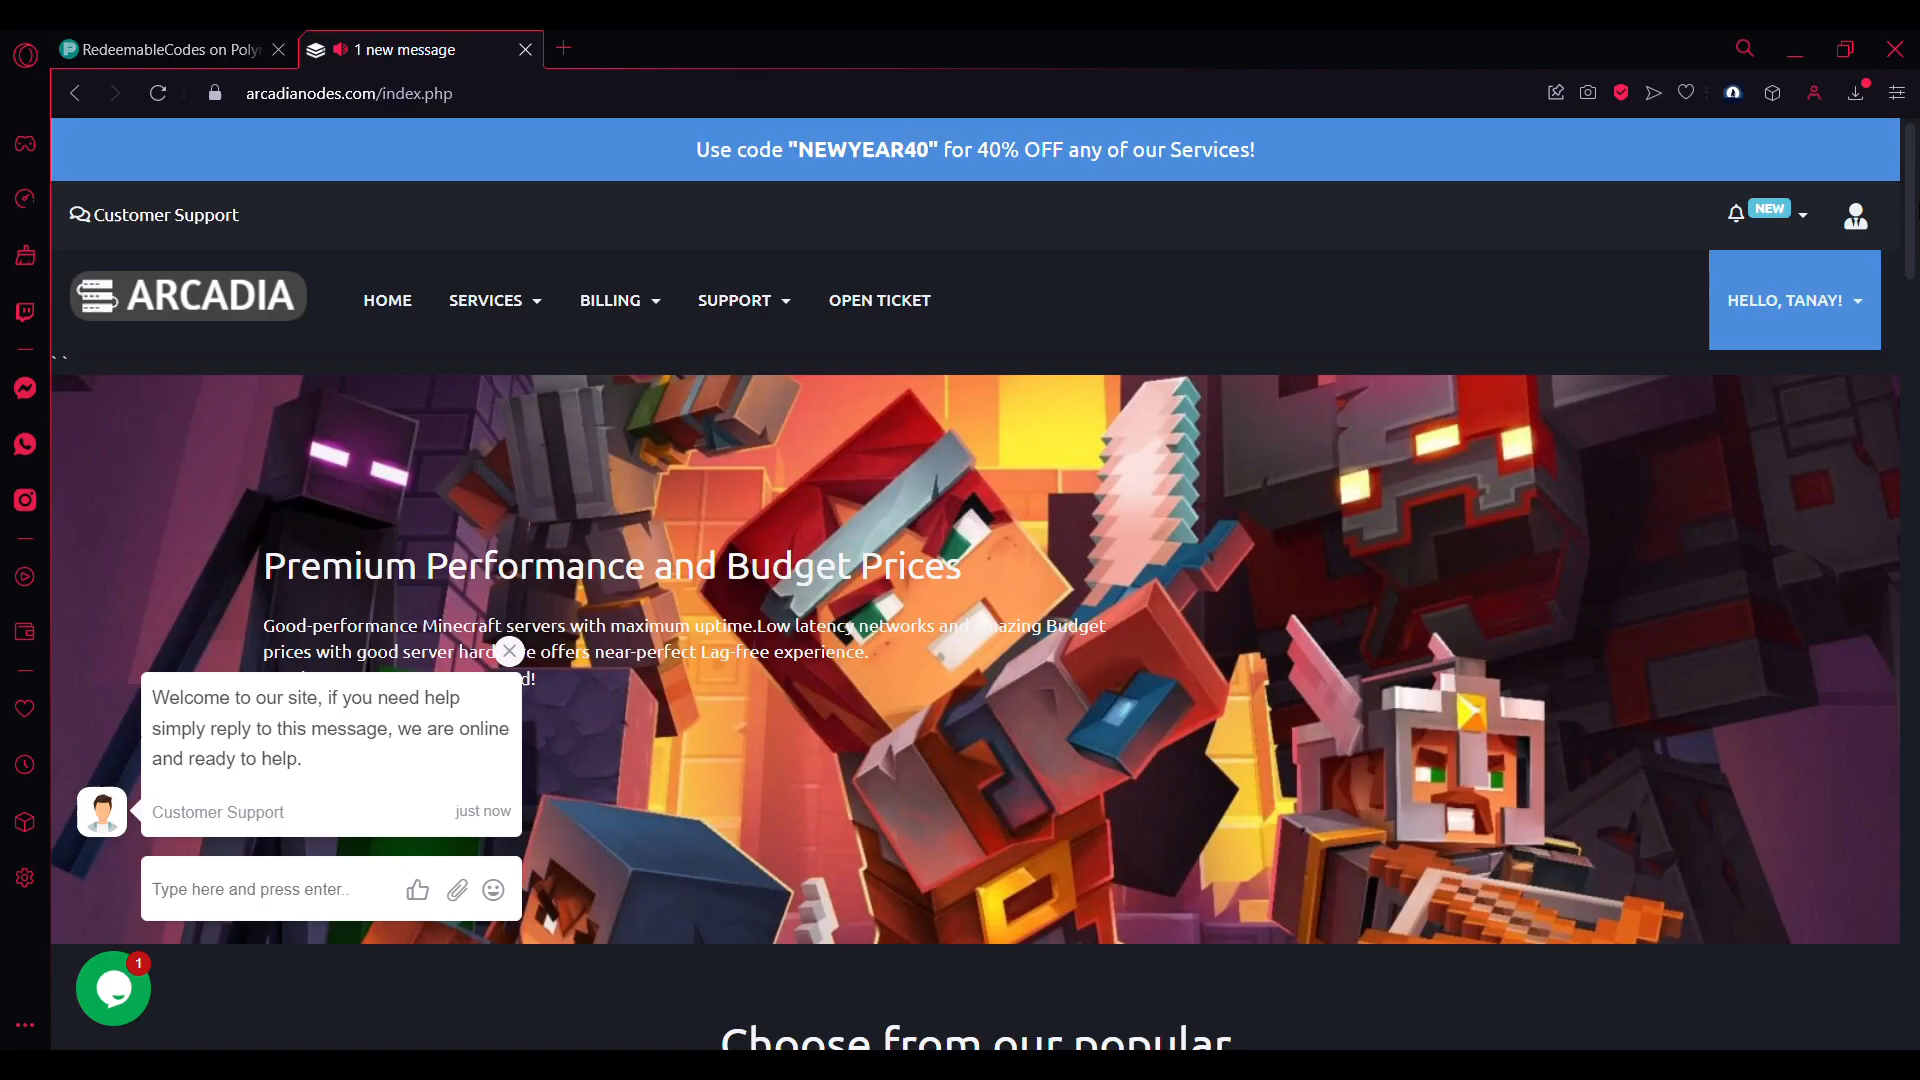 RedeemableCodes on Poly
1 new message
arcadianodes.com/index.php
Use code "NEWYEAR40" for 40% OFF any of our Services!
Customer Support
NEW
ARCADIA
HOME
SERVICES
BILLING
SUPPORT
OPEN TICKET
HELLO, TANAY!
``
Premium Performance and Budget Prices
Good-performance Minecraft servers with maximum uptime.Low latency networks and amazing Budget
prices with good server hard e offers near-perfect Lag-free experience.
d!
Welcome to our site, if you need help
simply reply to this message, we are online
and ready to help.
Customer Support
just now
Type here and press enter..
1
Choose from our popular